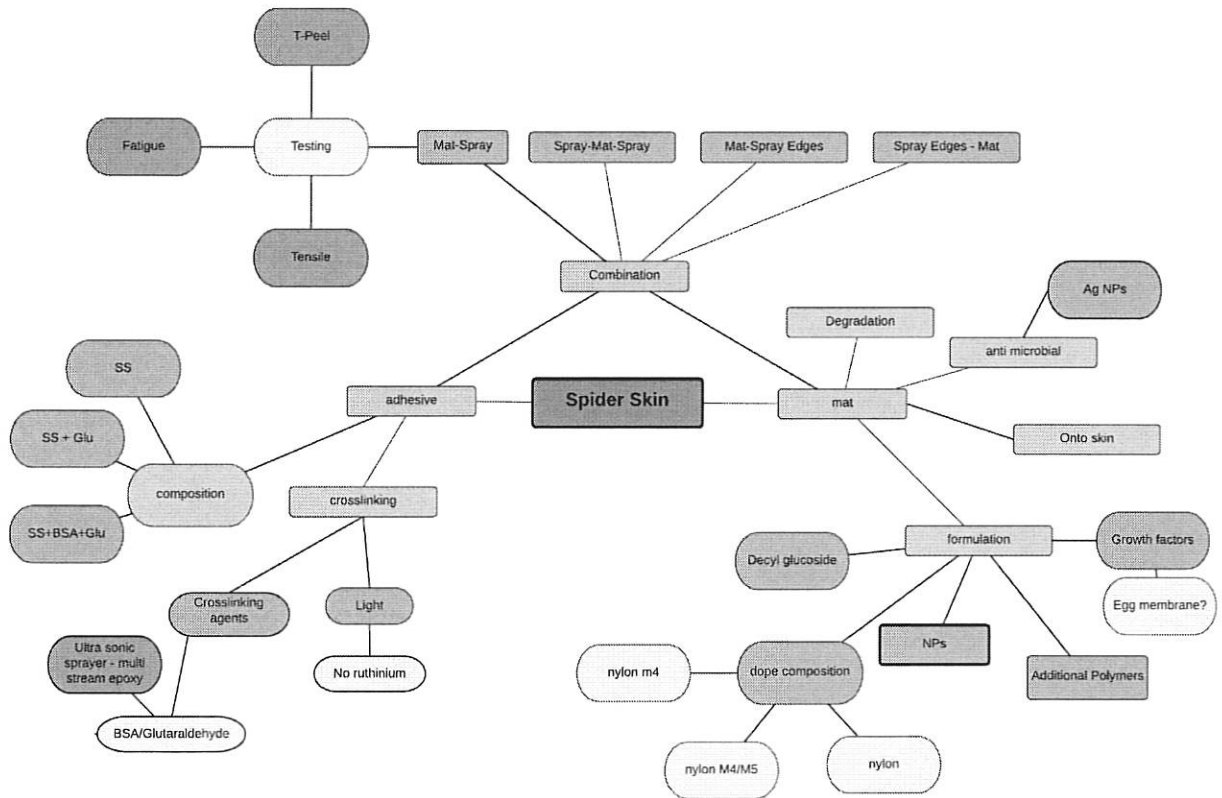 T-Peel
Fatigue
Testing
Mat-Spray
Spray-Mat-Spray
Mat-Spray Edges
Spray Edges - Mat
Tensile
Combination
Ag NPs
Degradation
anti microbial
SS
adhesive
Spider Skin
mat
SS + Glu
Onto skin
composition
crosslinking
SS+BSA+Glu
formulation
Growth factors
Decyl glucoside
Egg membrane?
Crosslinking
agents
Light
NPs
Ultra sonic
sprayer - multi
stream epoxy
No ruthinium
nylon m4
dope composition
Additional Polymers
BSA/Glutaraldehyde
nylon M4/M5
nylon